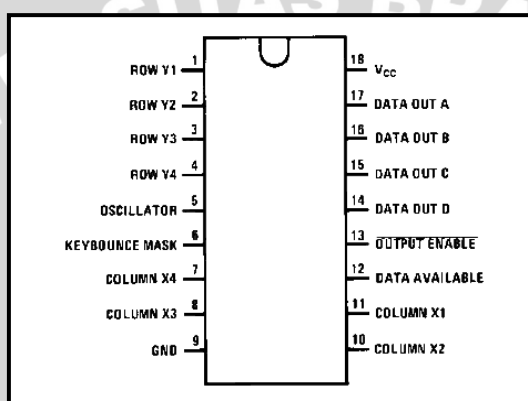 SITAS BRA
ROW Y1 1
18 Vcc
ROW Y2 2
17 DATA OUT A
ROW Y3 3
16 DATA OUT B
ROW Y4 4
15 DATA OUT C
OSCILLATOR 5
14 DATA OUT D
KEYBOUNCE MASK 6
13 OUTPUT ENABLE
COLUMN X4 7
12 DATA AVAILABLE
COLUMN X3 8
11 COLUMN X1
GND 9
10 COLUMN X2